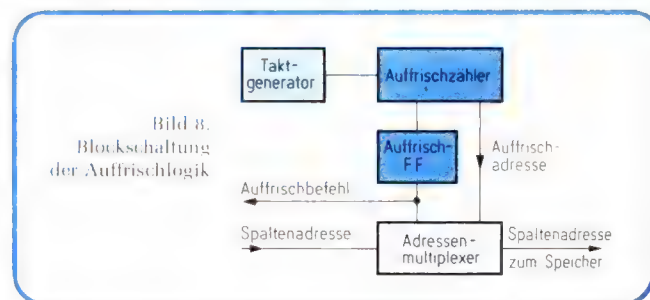 Bild 8.
Blockschaltung
der Auffrischlogik
Takt-
generator
Auffrischzähler
Auffrisch-
FF
Auffrisch-
adresse
Auffrischbefehl
Spaltenadresse
Adressen-
multiplexer
Spaltenadresse
zum Speicher